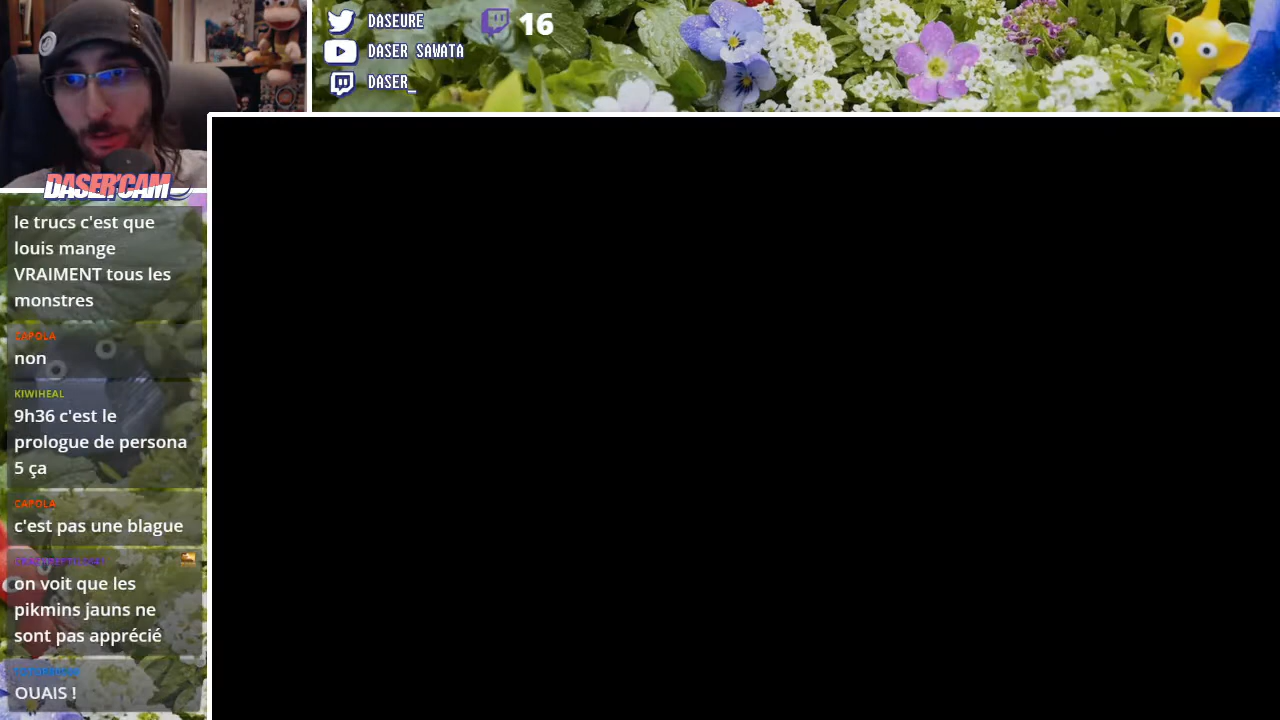 DASEURE
16
DASER SAWATA
DASER_
DASER'CAM
le trucs c'est que
louis mange
VRAIMENT tous les
monstres
CAPOLA
non
KIWIHEAL
9h36 c'est le
prologue de persona
5 ça
CAPOLA
c'est pas une blague
on voit que les
pikmins jauns ne
sont pas apprécié
OUAIS !